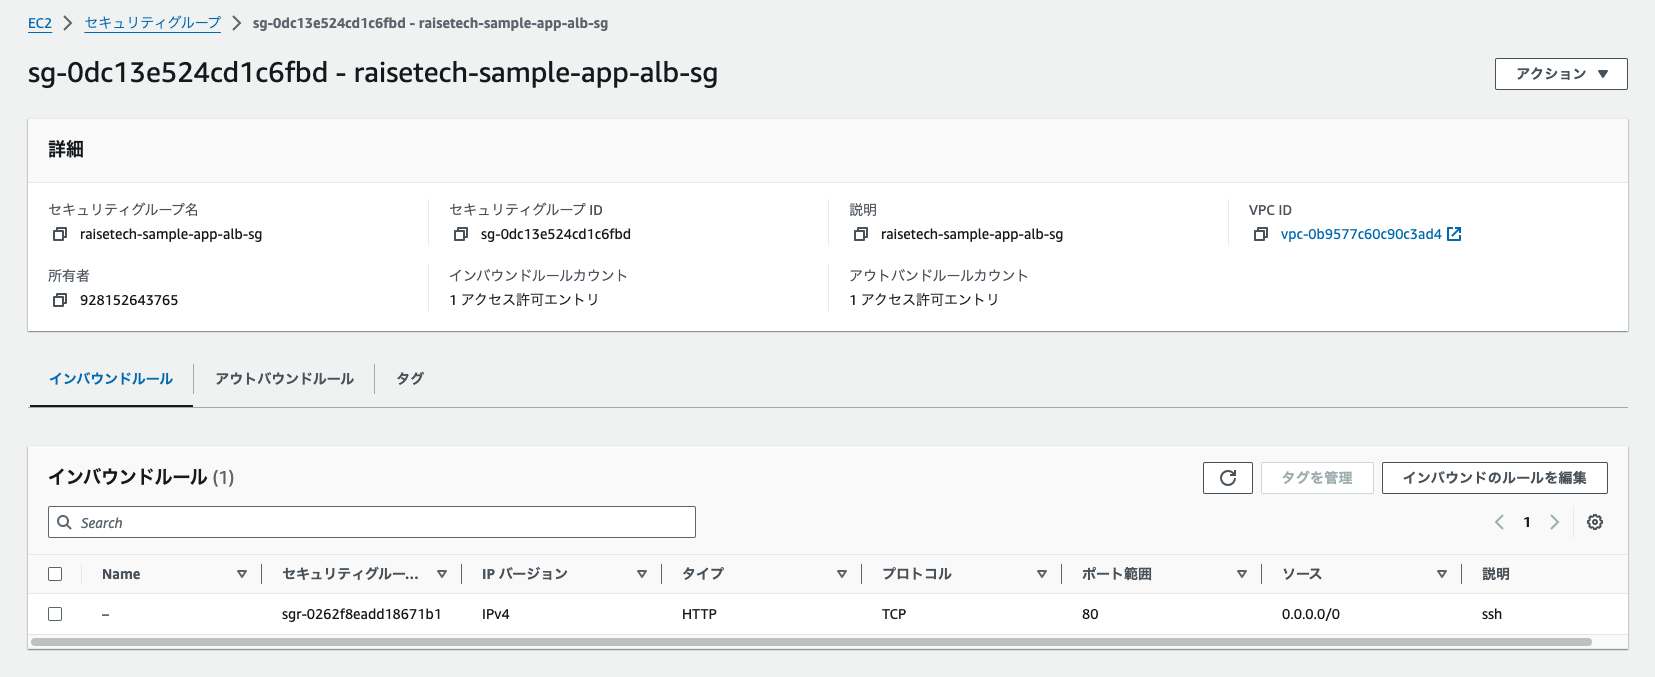 EC2 > セキュリティグループ > sg-0dc13e524cd1c6fbd - raisetech-sample-app-alb-sg
sg-0dc13e524cd1c6fbd - raisetech-sample-app-alb-sg
アクション
詳細
セキュリティグループ名 セキュリティグループ ID 説明 VPC ID
raisetech-sample-app-alb-sg sg-0dc13e524cd1c6fbd raisetech-sample-app-alb-sg vpc-0b9577c60c90c3ad4
所有者 インバウンドルールカウント アウトバンドルールカウント
928152643765 1 アクセス許可エントリ 1 アクセス許可エントリ
インバウンドルール アウトバウンドルール タグ
インバウンドルール (1) タグを管理 インバウンドのルールを編集
Search 1
Name セキュリティグルー... IP バージョン タイプ プロトコル ポート範囲 ソース 説明
– sgr-0262f8eadd18671b1 IPv4 HTTP TCP 80 0.0.0.0/0 ssh